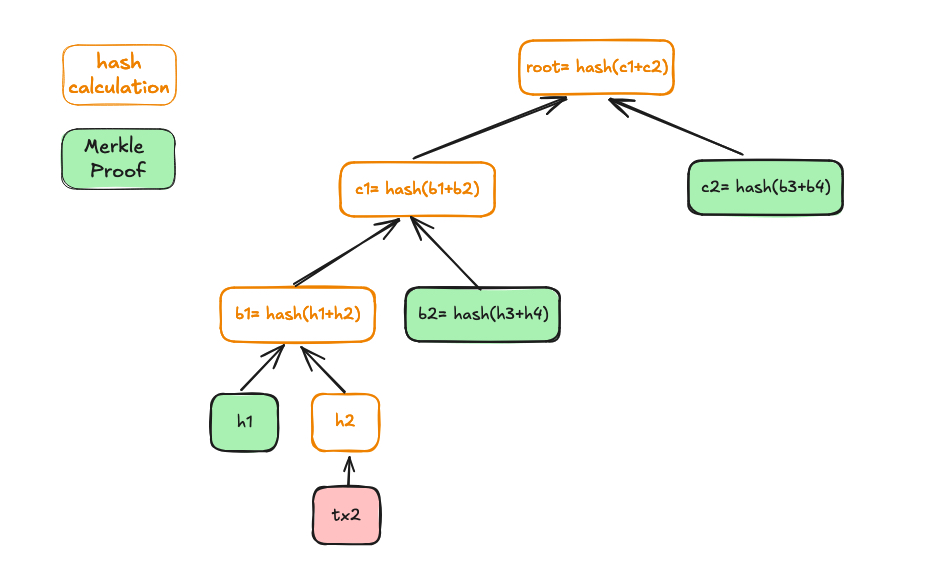 hash
calculation
Merkle
Proof
root= hash(c1+c2)
c1= hash(b1+b2)
c2= hash(b3+b4)
b1= hash(h1+h2)
b2= hash(h3+h4)
h1
h2
tx2